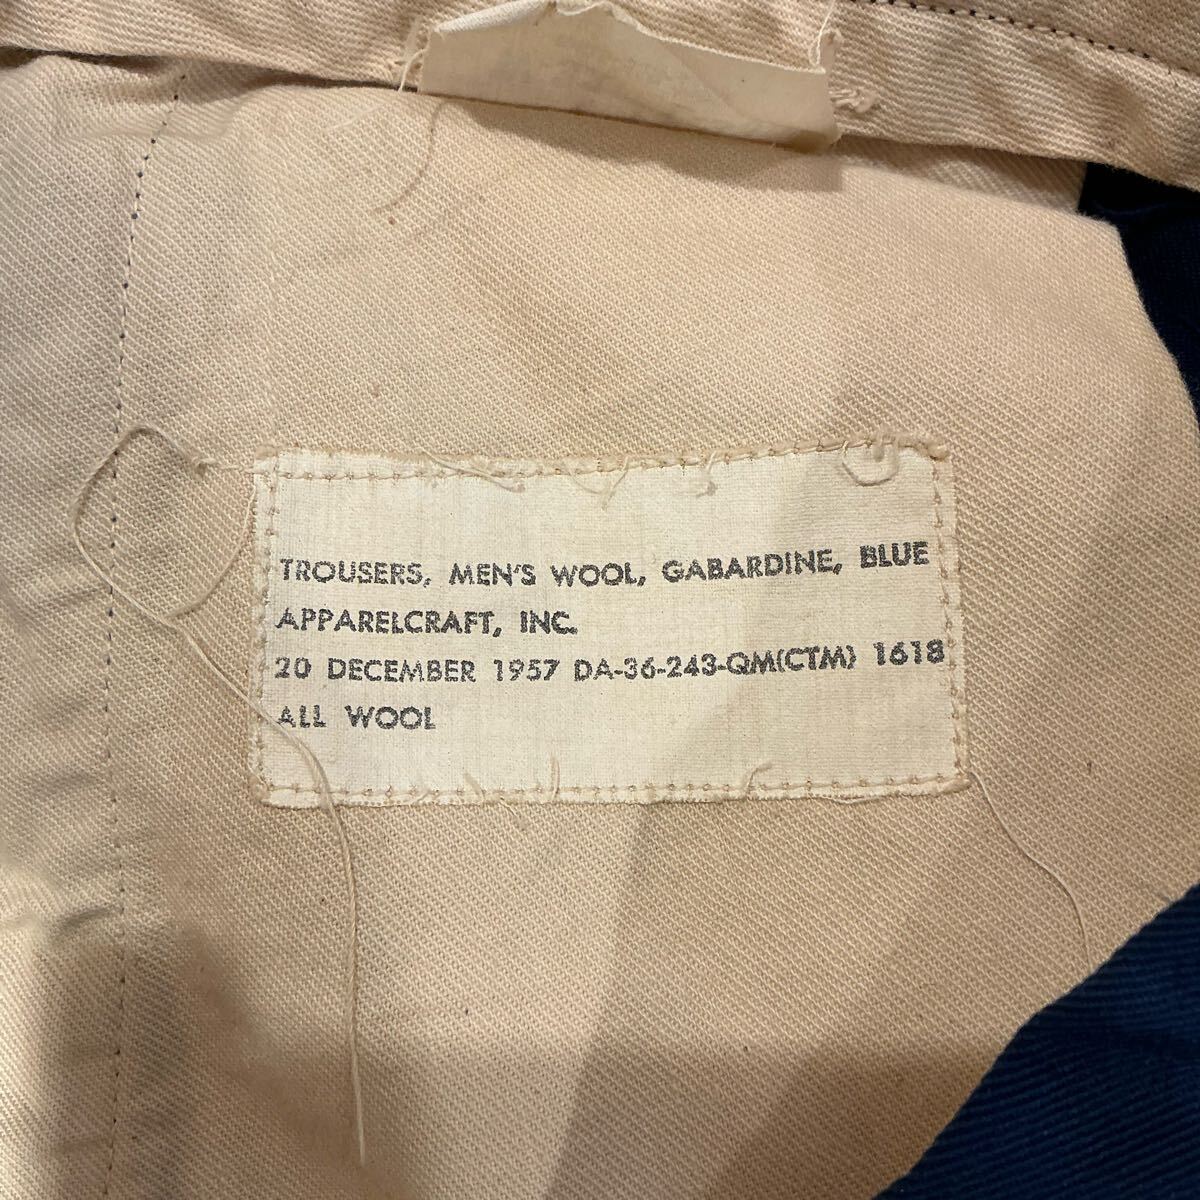 TROUSERS, MEN'S WOOL, GABARDINE, BLUE
APPARELCRAFT, INC.
20 DECEMBER 1957 DA-36-243-QM(CTM) 1618
ALL WOOL